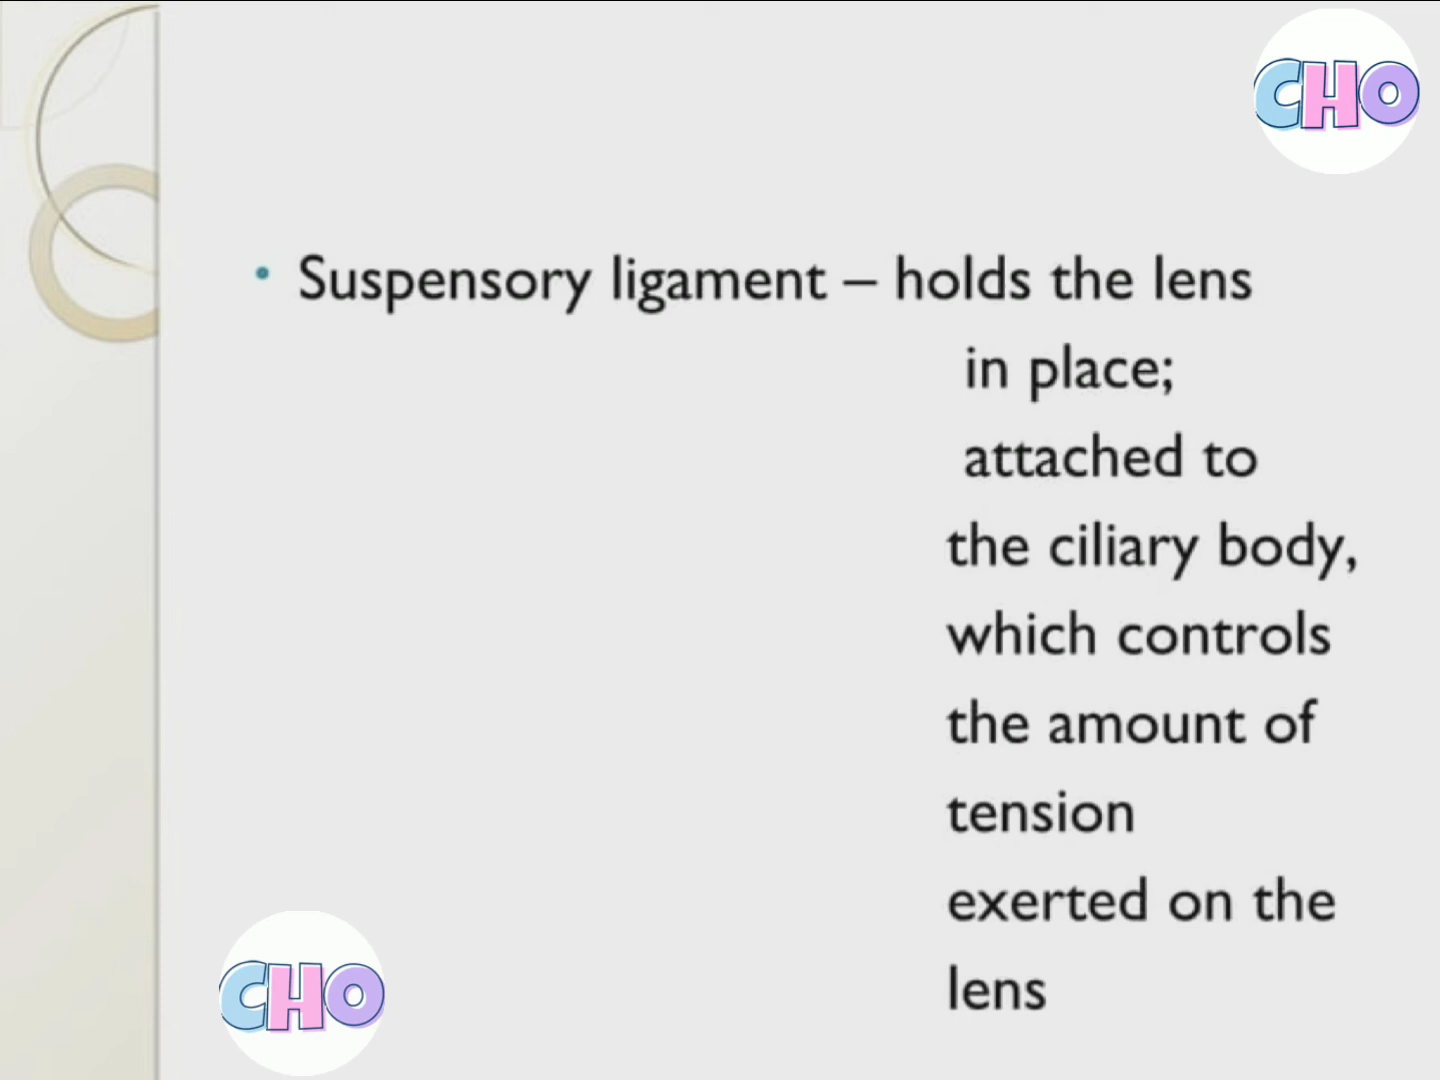 CHO
• Suspensory ligament – holds the lens
in place;
attached to
the ciliary body,
which controls
the amount of
tension
exerted on the
lens
CHO